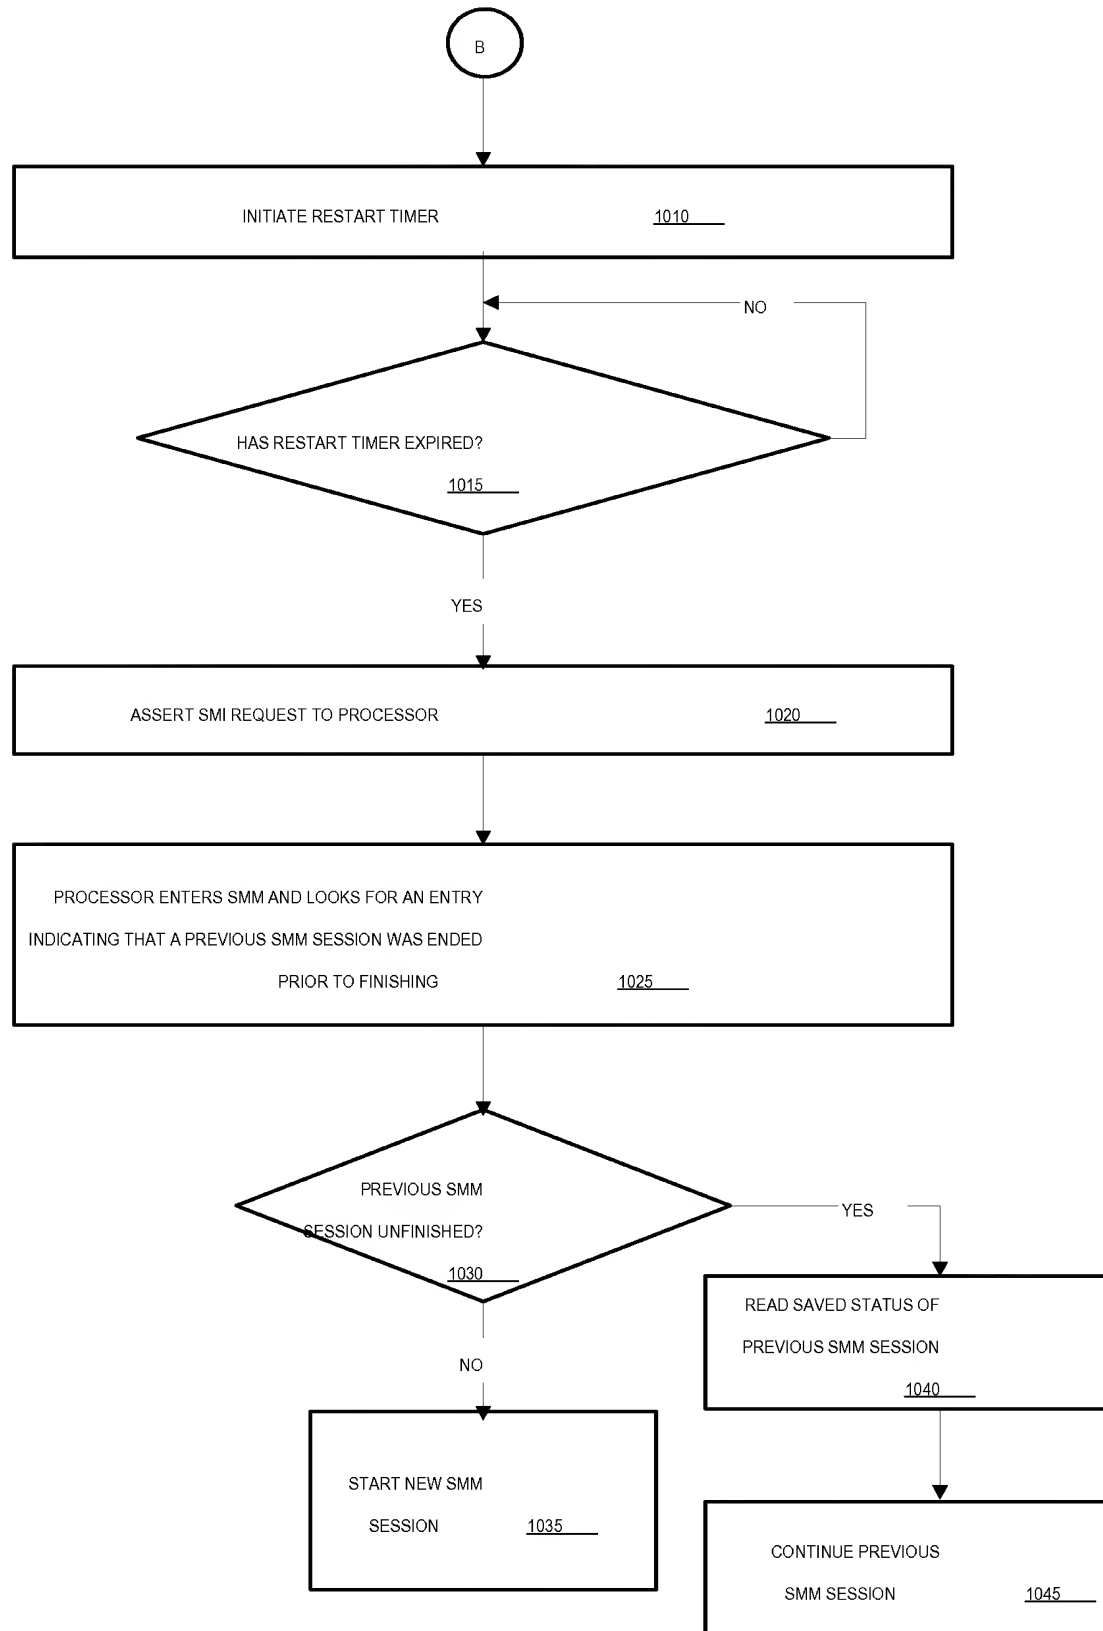 B
INITIATE RESTART TIMER 1010
NO
HAS RESTART TIMER EXPIRED?
1015
YES
ASSERT SMI REQUEST TO PROCESSOR 1020
PROCESSOR ENTERS SMM AND LOOKS FOR AN ENTRY
INDICATING THAT A PREVIOUS SMM SESSION WAS ENDED
PRIOR TO FINISHING 1025
PREVIOUS SMM
SESSION UNFINISHED?
1030
YES
NO
READ SAVED STATUS OF
PREVIOUS SMM SESSION
1040
START NEW SMM
SESSION 1035
CONTINUE PREVIOUS
SMM SESSION 1045